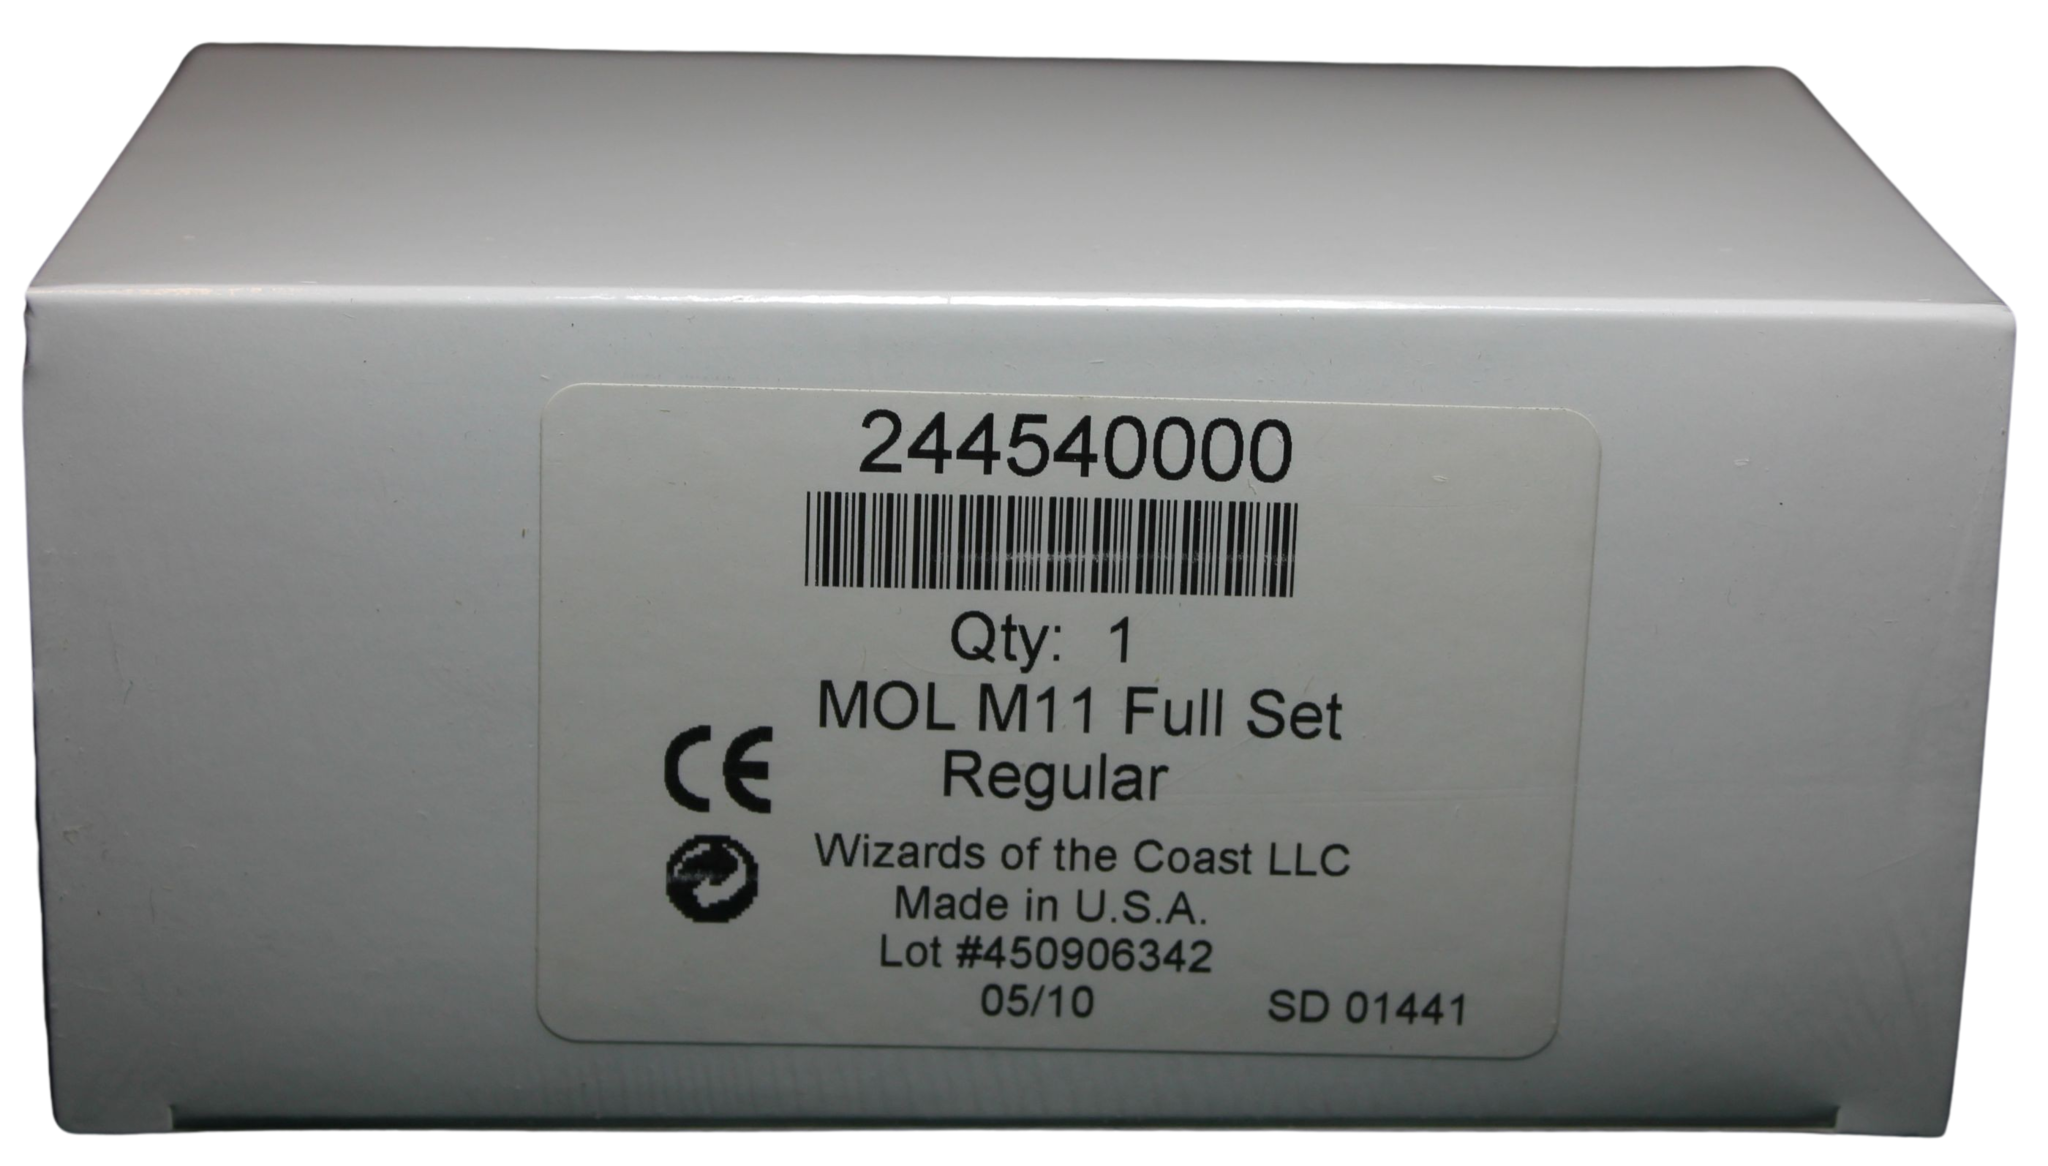 244540000
Qty: 1
MOL M11 Full Set
Regular
CE
Wizards of the Coast LLC
Made in U.S.A.
Lot #450906342
05/10 SD 01441